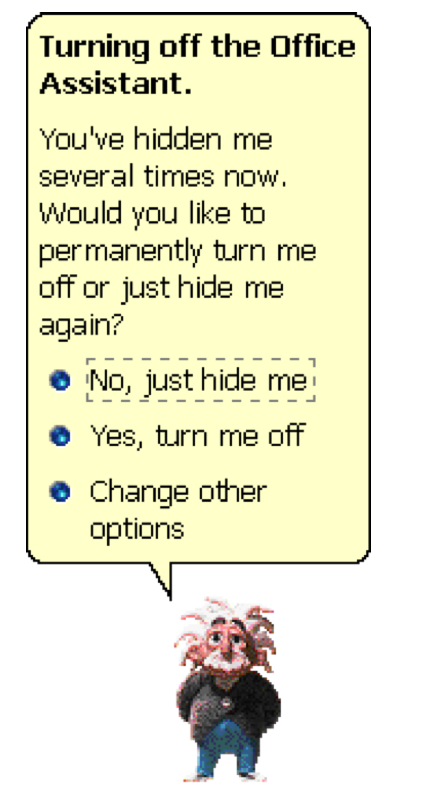 Turning off the Office
Assistant.
You've hidden me
several times now.
Would you like to
permanently turn me
off or just hide me
again?
No, just hide me
Yes, turn me off
Change other
options